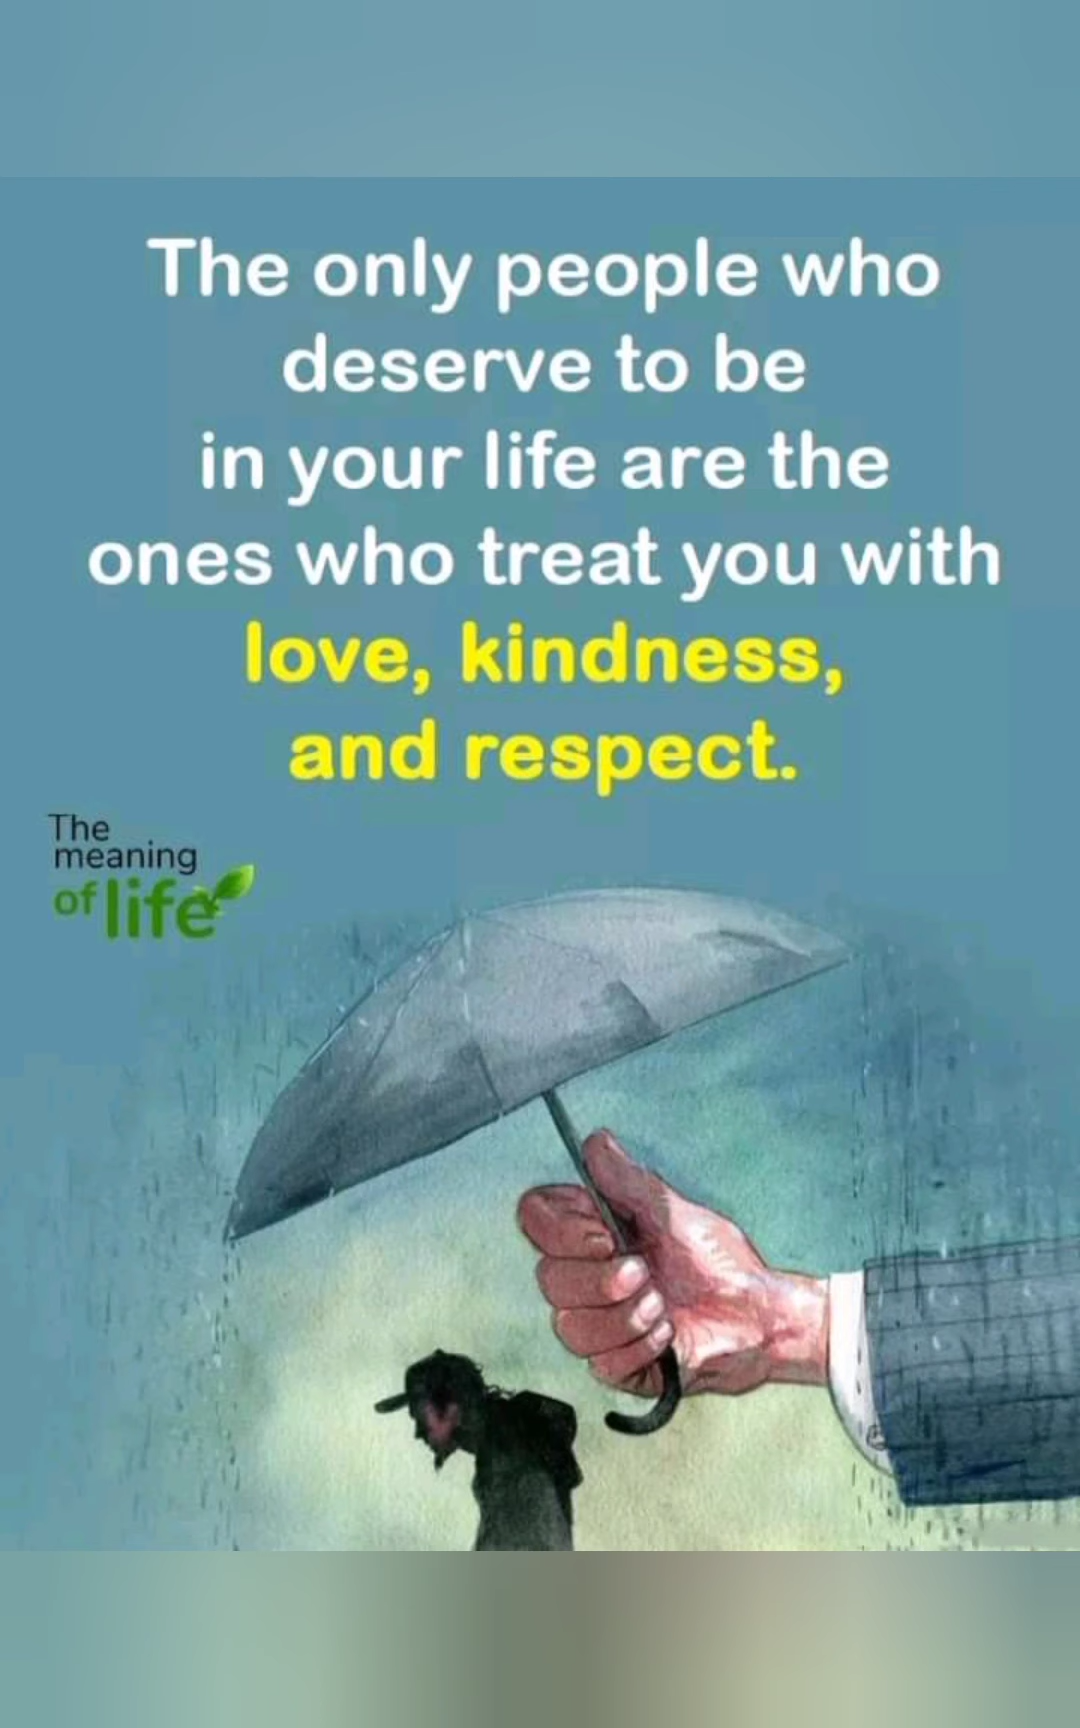 The only people who
deserve to be
in your life are the
ones who treat you with
love, kindness,
and respect.
The
meaning
of life